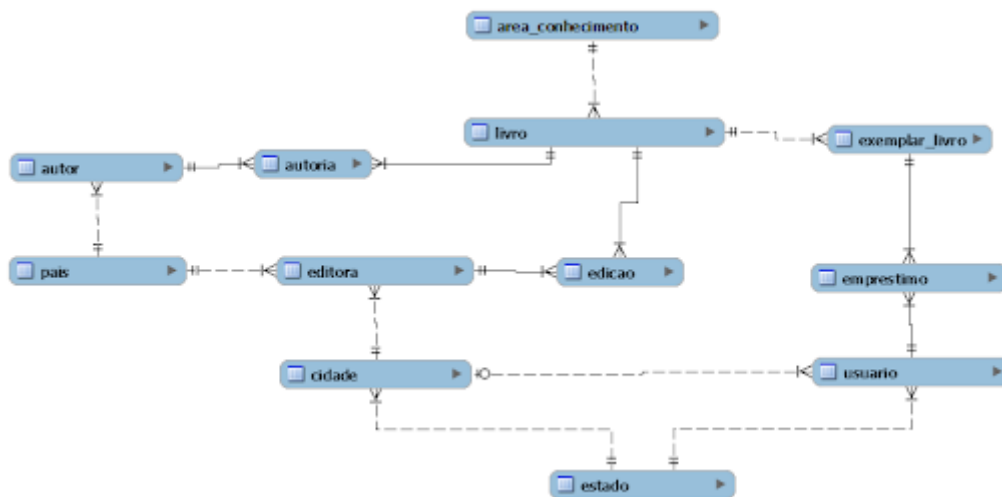 area_conhecimento
livro
exemplar_livro
autor
autoria
pais
editora
edicao
emprestimo
cidade
usuario
estado